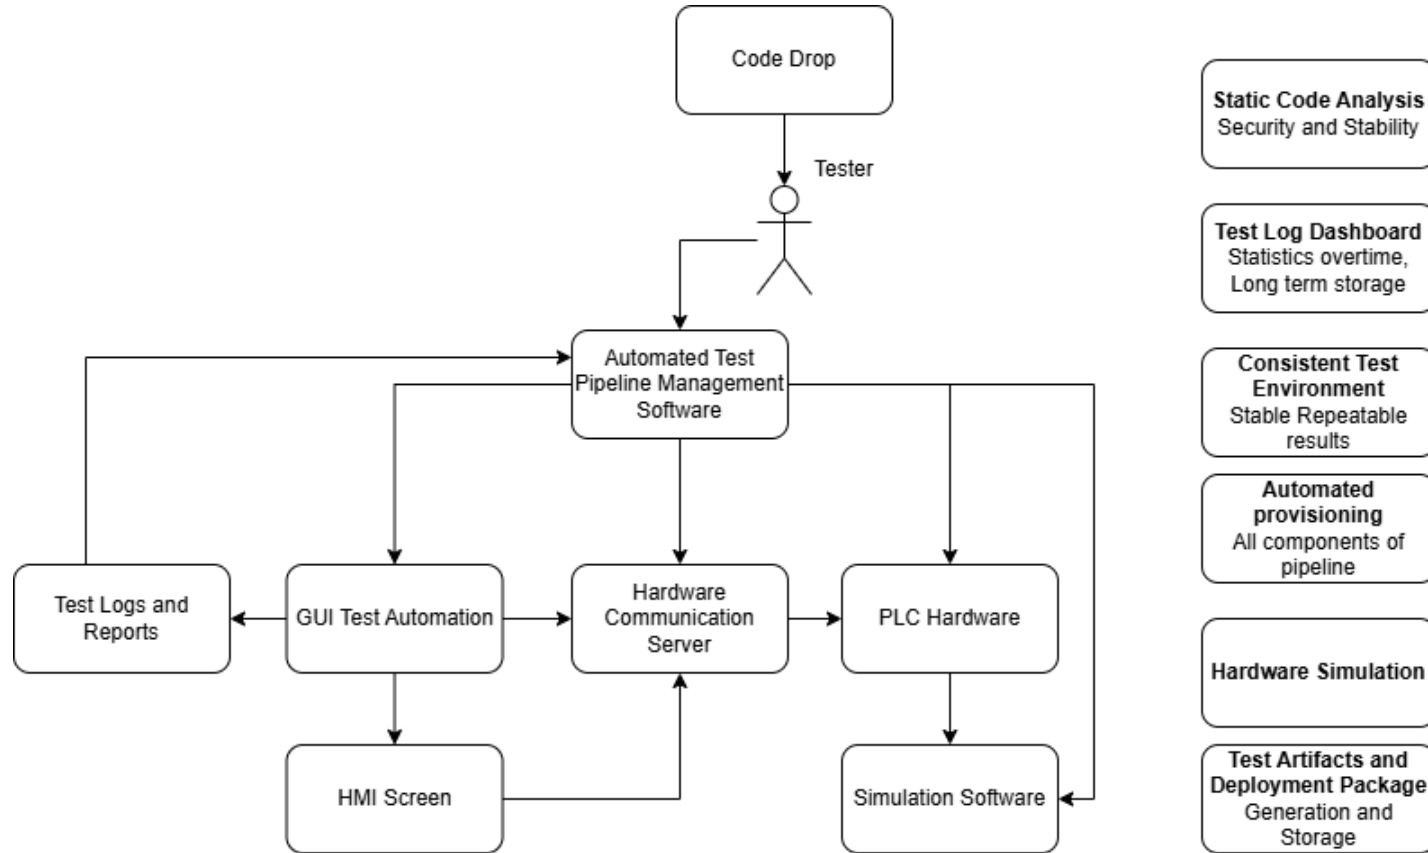 Code Drop
Tester
Static Code Analysis
Security and Stability
Test Log Dashboard
Statistics overtime,
Long term storage
Automated Test
Pipeline Management
Software
Consistent Test
Environment
Stable Repeatable
results
Automated
provisioning
All components of
pipeline
Test Logs and
Reports
GUI Test Automation
Hardware
Communication
Server
PLC Hardware
Hardware Simulation
HMI Screen
Simulation Software
Test Artifacts and
Deployment Package
Generation and
Storage